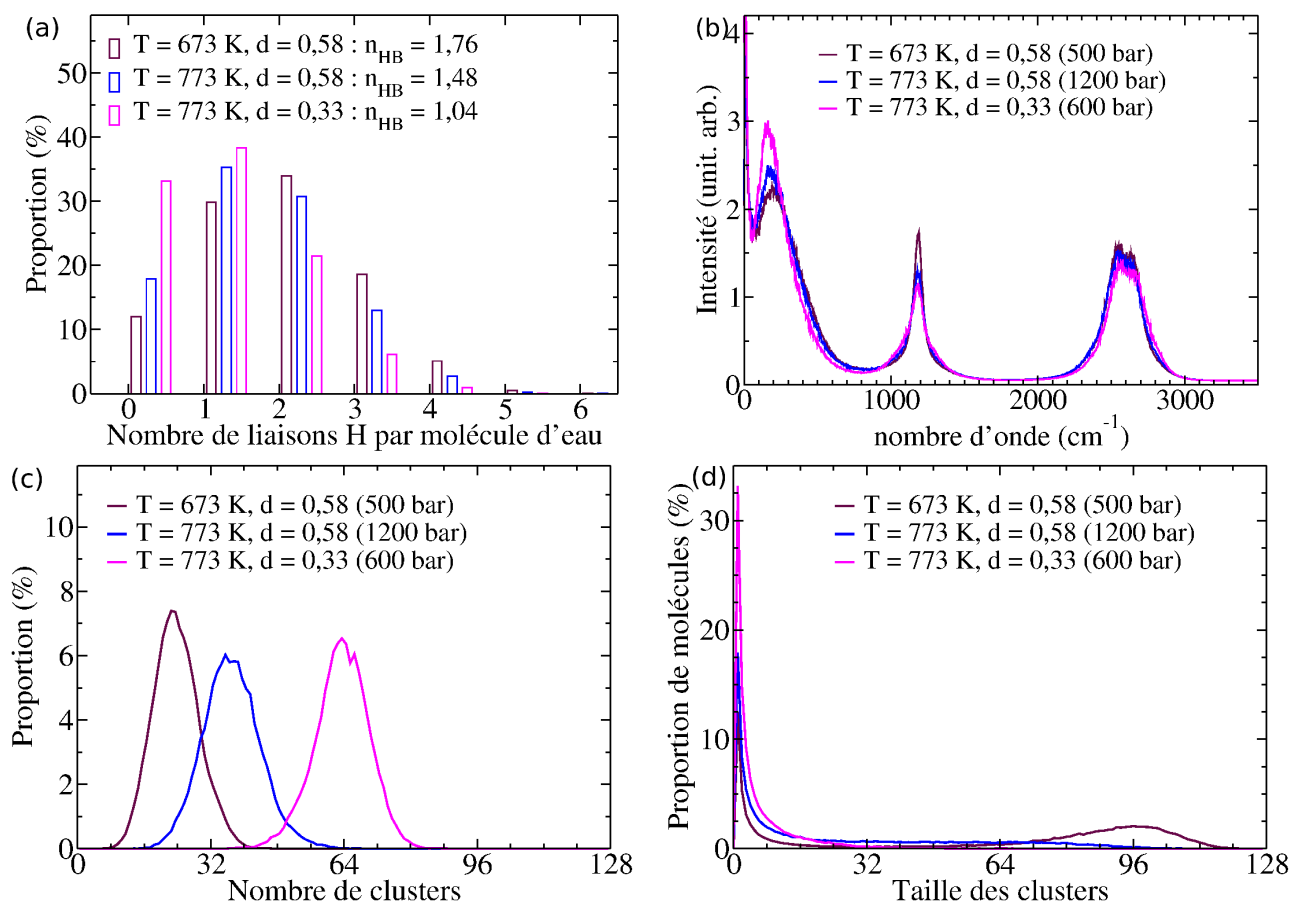 (a)
T = 673 K, d = 0,58 : nHB = 1,76
T = 773 K, d = 0,58 : nHB = 1,48
T = 773 K, d = 0,33 : nHB = 1,04
Proportion (%)
50
40
30
20
10
0
0 1 2 3 4 5 6
Nombre de liaisons H par molécule d'eau
(b)
T = 673 K, d = 0,58 (500 bar)
T = 773 K, d = 0,58 (1200 bar)
T = 773 K, d = 0,33 (600 bar)
Intensité (unit. arb.)
4
3
2
1
0
0 1000 2000 3000
nombre d'onde (cm-1)
(c)
T = 673 K, d = 0,58 (500 bar)
T = 773 K, d = 0,58 (1200 bar)
T = 773 K, d = 0,33 (600 bar)
Proportion (%)
10
8
6
4
2
0
0 32 64 96 128
Nombre de clusters
(d)
T = 673 K, d = 0,58 (500 bar)
T = 773 K, d = 0,58 (1200 bar)
T = 773 K, d = 0,33 (600 bar)
Proportion de molécules (%)
30
20
10
0
0 32 64 96 128
Taille des clusters